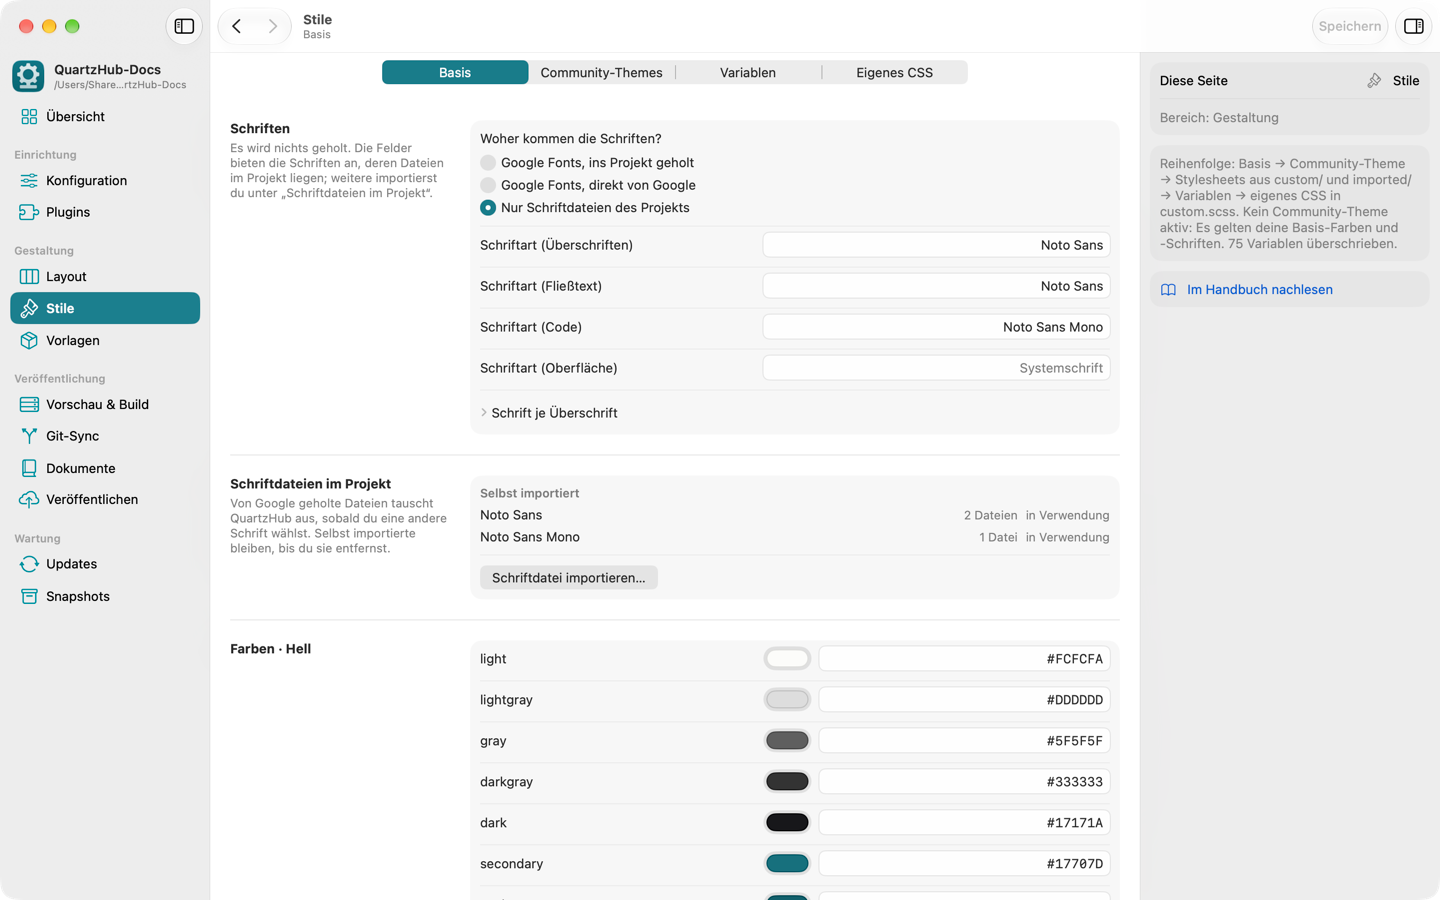 Stile
Basis
Speichern
QuartzHub-Docs
/Users/Share...rtzHub-Docs
Übersicht
Einrichtung
Konfiguration
Plugins
Gestaltung
Layout
Stile
Vorlagen
Veröffentlichung
Vorschau & Build
Git-Sync
Dokumente
Veröffentlichen
Wartung
Updates
Snapshots
Basis
Community-Themes
Variablen
Eigenes CSS
Schriften
Es wird nichts geholt. Die Felder
bieten die Schriften an, deren Dateien
im Projekt liegen; weitere importierst
du unter „Schriftdateien im Projekt“.
Woher kommen die Schriften?
Google Fonts, ins Projekt geholt
Google Fonts, direkt von Google
Nur Schriftdateien des Projekts
Schriftart (Überschriften) Noto Sans
Schriftart (Fließtext) Noto Sans
Schriftart (Code) Noto Sans Mono
Schriftart (Oberfläche) Systemschrift
Schrift je Überschrift
Schriftdateien im Projekt
Von Google geholte Dateien tauscht
QuartzHub aus, sobald du eine andere
Schrift wählst. Selbst importierte
bleiben, bis du sie entfernst.
Selbst importiert
Noto Sans 2 Dateien in Verwendung
Noto Sans Mono 1 Datei in Verwendung
Schriftdatei importieren...
Farben · Hell
light #FCFCFA
lightgray #DDDDDD
gray #5F5F5F
darkgray #333333
dark #17171A
secondary #17707D
Diese Seite Stile
Bereich: Gestaltung
Reihenfolge: Basis → Community-Theme
→ Stylesheets aus custom/ und imported/
→ Variablen → eigenes CSS in
custom.scss. Kein Community-Theme
aktiv: Es gelten deine Basis-Farben und
-Schriften. 75 Variablen überschrieben.
Im Handbuch nachlesen